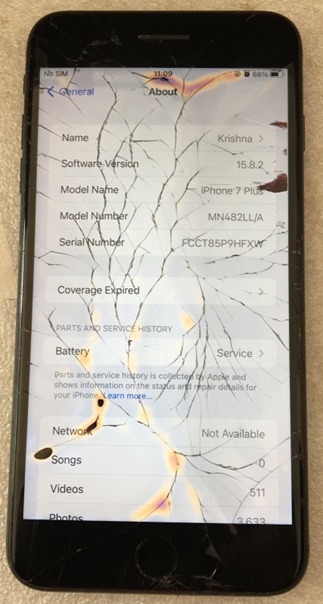 No SIM 11:09 68%
General About
Name Krishna
Software Version 15.8.2
Model Name iPhone 7 Plus
Model Number MN482LL/A
Serial Number FCCT85P9HFXW
Coverage Expired
PARTS AND SERVICE HISTORY
Battery Service
Parts and service history is collected by Apple and
shows information on the status and repair details for
your iPhone. Learn more...
Network Not Available
Songs 0
Videos 511
Photos 3,633